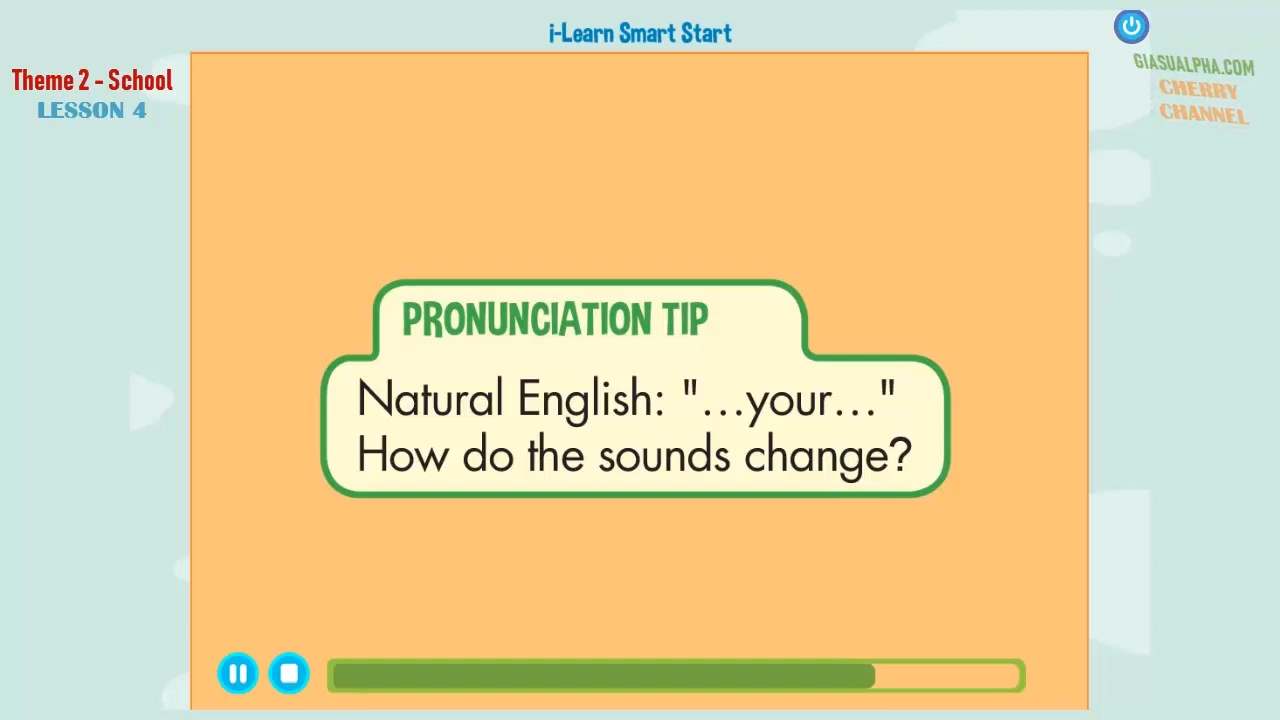 i-Learn Smart Start
Theme 2 - School
LESSON 4
GIASUALPHA.COM
CHERRY
CHANNEL
PRONUNCIATION TIP
Natural English: "...your..."
How do the sounds change?